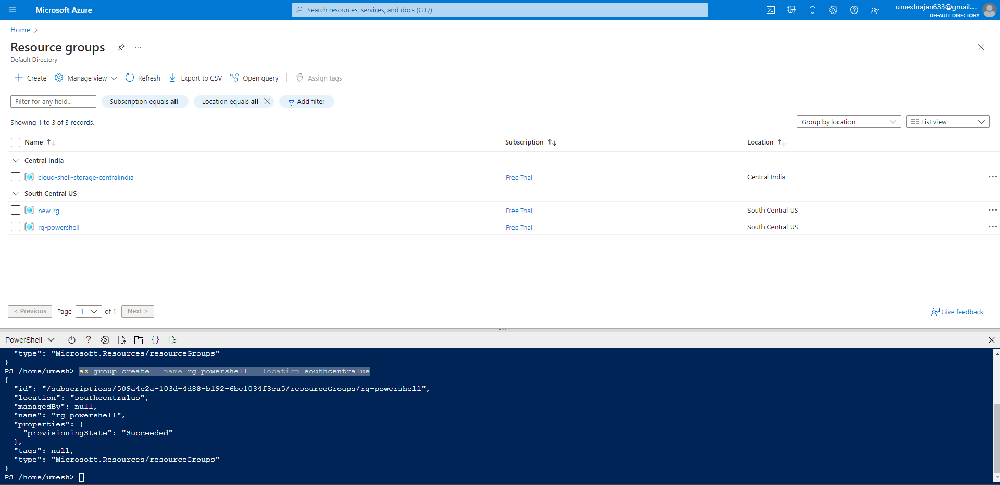 Microsoft Azure
Search resources, services, and docs (G+/)
umeshrajan633@gmail....
DEFAULT DIRECTORY
Home
Resource groups
Default Directory
Create
Manage view
Refresh
Export to CSV
Open query
Assign tags
Filter for any field...
Subscription equals all
Location equals all
Add filter
Showing 1 to 3 of 3 records.
Group by location
List view
Name
Subscription
Location
Central India
cloud-shell-storage-centralindia
Free Trial
Central India
South Central US
new-rg
Free Trial
South Central US
rg-powershell
Free Trial
South Central US
< Previous
Page
1
of 1
Next >
Give feedback
PowerShell
"type": "Microsoft.Resources/resourceGroups"
}
PS /home/umesh> az group create --name rg-powershell --location southcentralus
{
"id": "/subscriptions/509a4c2a-103d-4d88-b192-6be1034f3ea5/resourceGroups/rg-powershell",
"location": "southcentralus",
"managedBy": null,
"name": "rg-powershell",
"properties": {
"provisioningState": "Succeeded"
},
"tags": null,
"type": "Microsoft.Resources/resourceGroups"
}
PS /home/umesh>